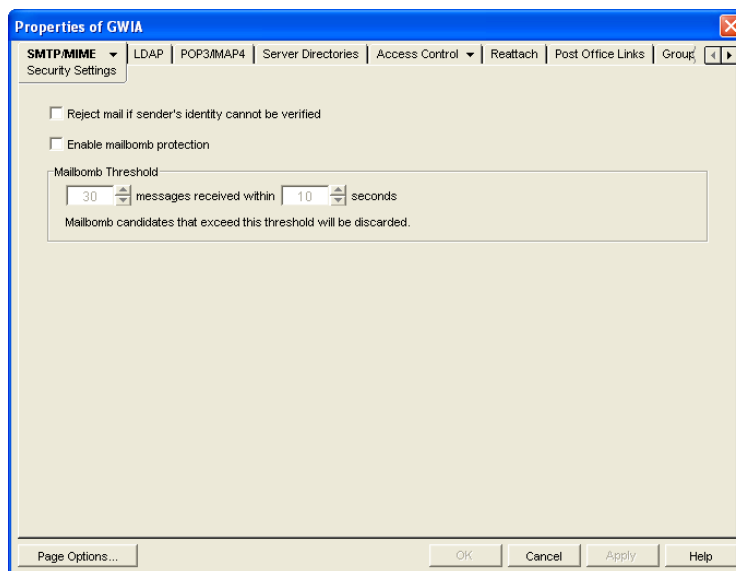 Properties of GWIA
SMTP/MIME LDAP POP3/IMAP4 Server Directories Access Control Reattach Post Office Links Group
Security Settings
Reject mail if sender's identity cannot be verified
Enable mailbomb protection
Mailbomb Threshold
30 messages received within 10 seconds
Mailbomb candidates that exceed this threshold will be discarded.
Page Options... OK Cancel Apply Help